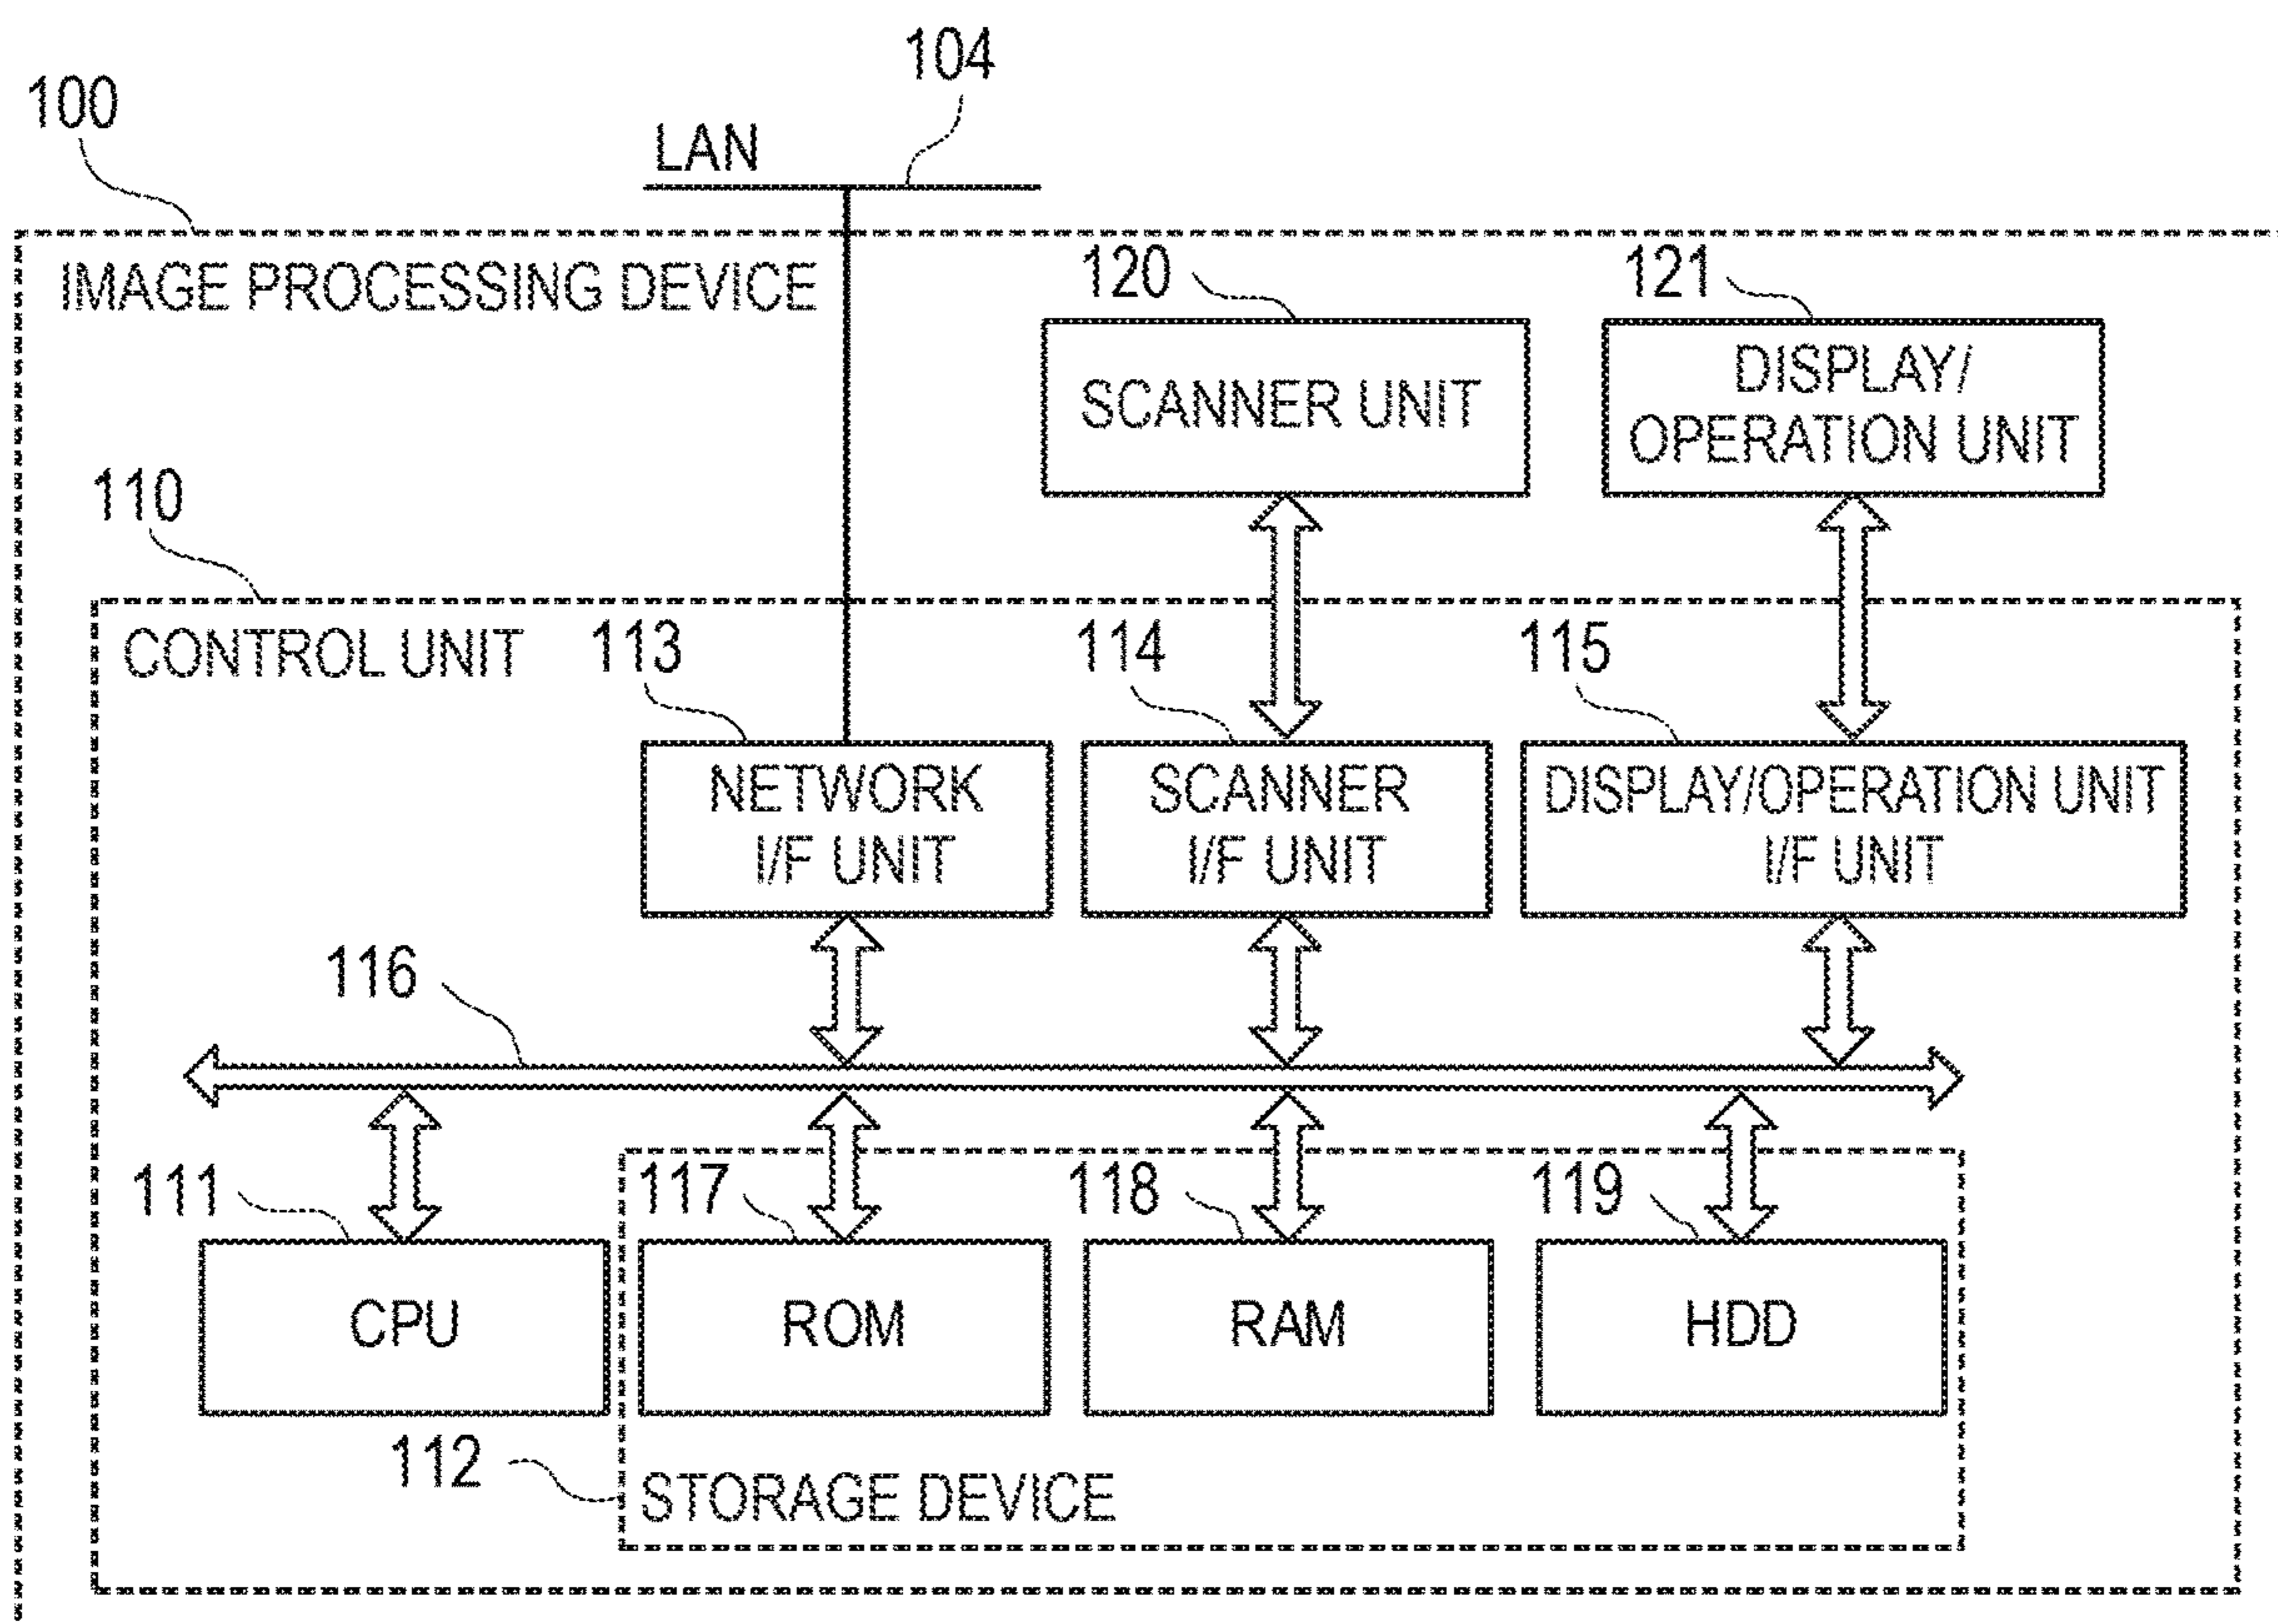 104
100
LAN
IMAGE PROCESSING DEVICE
120
121
SCANNER UNIT
DISPLAY/
OPERATION UNIT
110
CONTROL UNIT
113
114
115
NETWORK
I/F UNIT
SCANNER
I/F UNIT
DISPLAY/OPERATION UNIT
I/F UNIT
116
111
117
118
119
CPU
ROM
RAM
HDD
112
STORAGE DEVICE